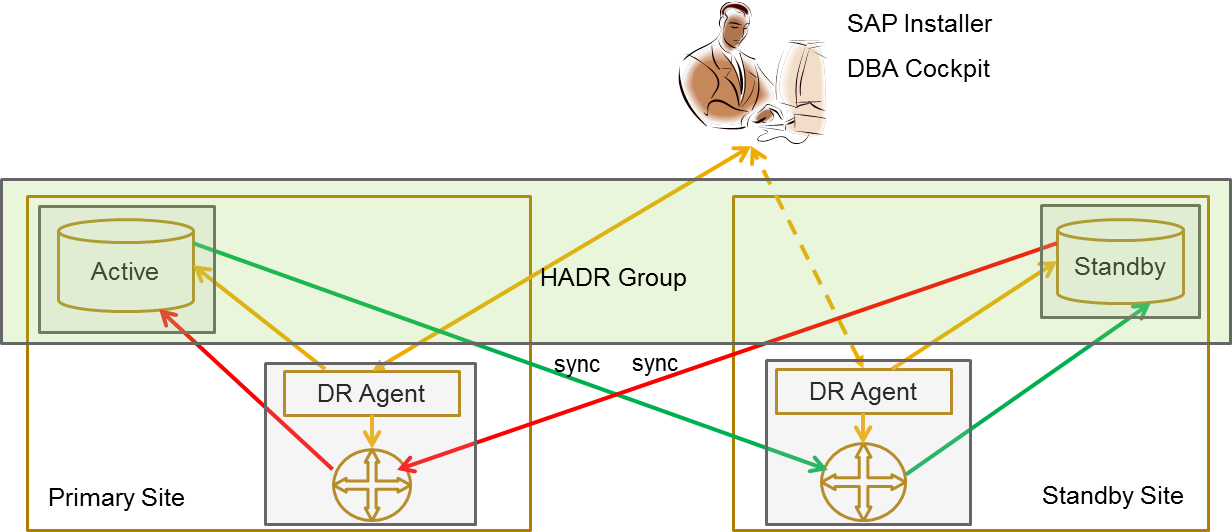 SAP Installer
DBA Cockpit
Active
HADR Group
Standby
sync
sync
DR Agent
DR Agent
Primary Site
Standby Site